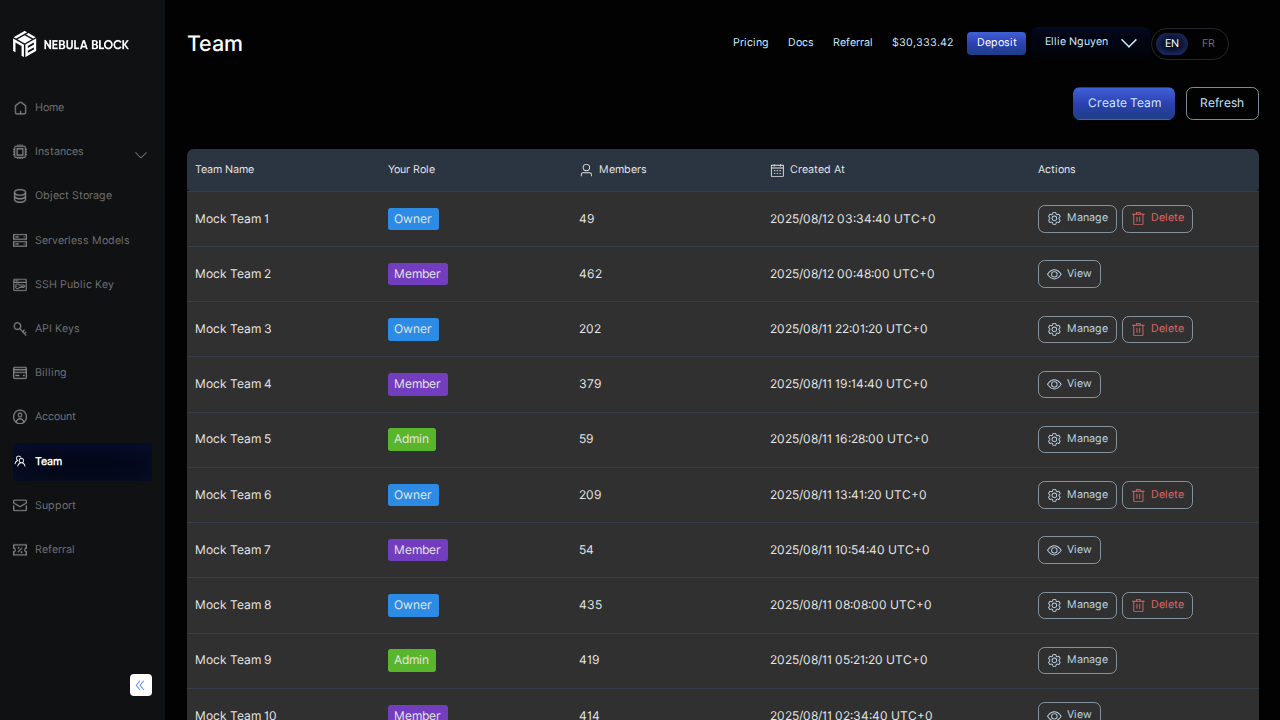 NEBULA BLOCK
Home
Instances
Object Storage
Serverless Models
SSH Public Key
API Keys
Billing
Account
Team
Support
Referral
Team
Pricing Docs Referral $30,333.42 Deposit Ellie Nguyen EN FR
Create Team Refresh
Team Name Your Role Members Created At Actions
Mock Team 1 Owner 49 2025/08/12 03:34:40 UTC+0 Manage Delete
Mock Team 2 Member 462 2025/08/12 00:48:00 UTC+0 View
Mock Team 3 Owner 202 2025/08/11 22:01:20 UTC+0 Manage Delete
Mock Team 4 Member 379 2025/08/11 19:14:40 UTC+0 View
Mock Team 5 Admin 59 2025/08/11 16:28:00 UTC+0 Manage
Mock Team 6 Owner 209 2025/08/11 13:41:20 UTC+0 Manage Delete
Mock Team 7 Member 54 2025/08/11 10:54:40 UTC+0 View
Mock Team 8 Owner 435 2025/08/11 08:08:00 UTC+0 Manage Delete
Mock Team 9 Admin 419 2025/08/11 05:21:20 UTC+0 Manage
Mock Team 10 Member 414 2025/08/11 02:34:40 UTC+0 View